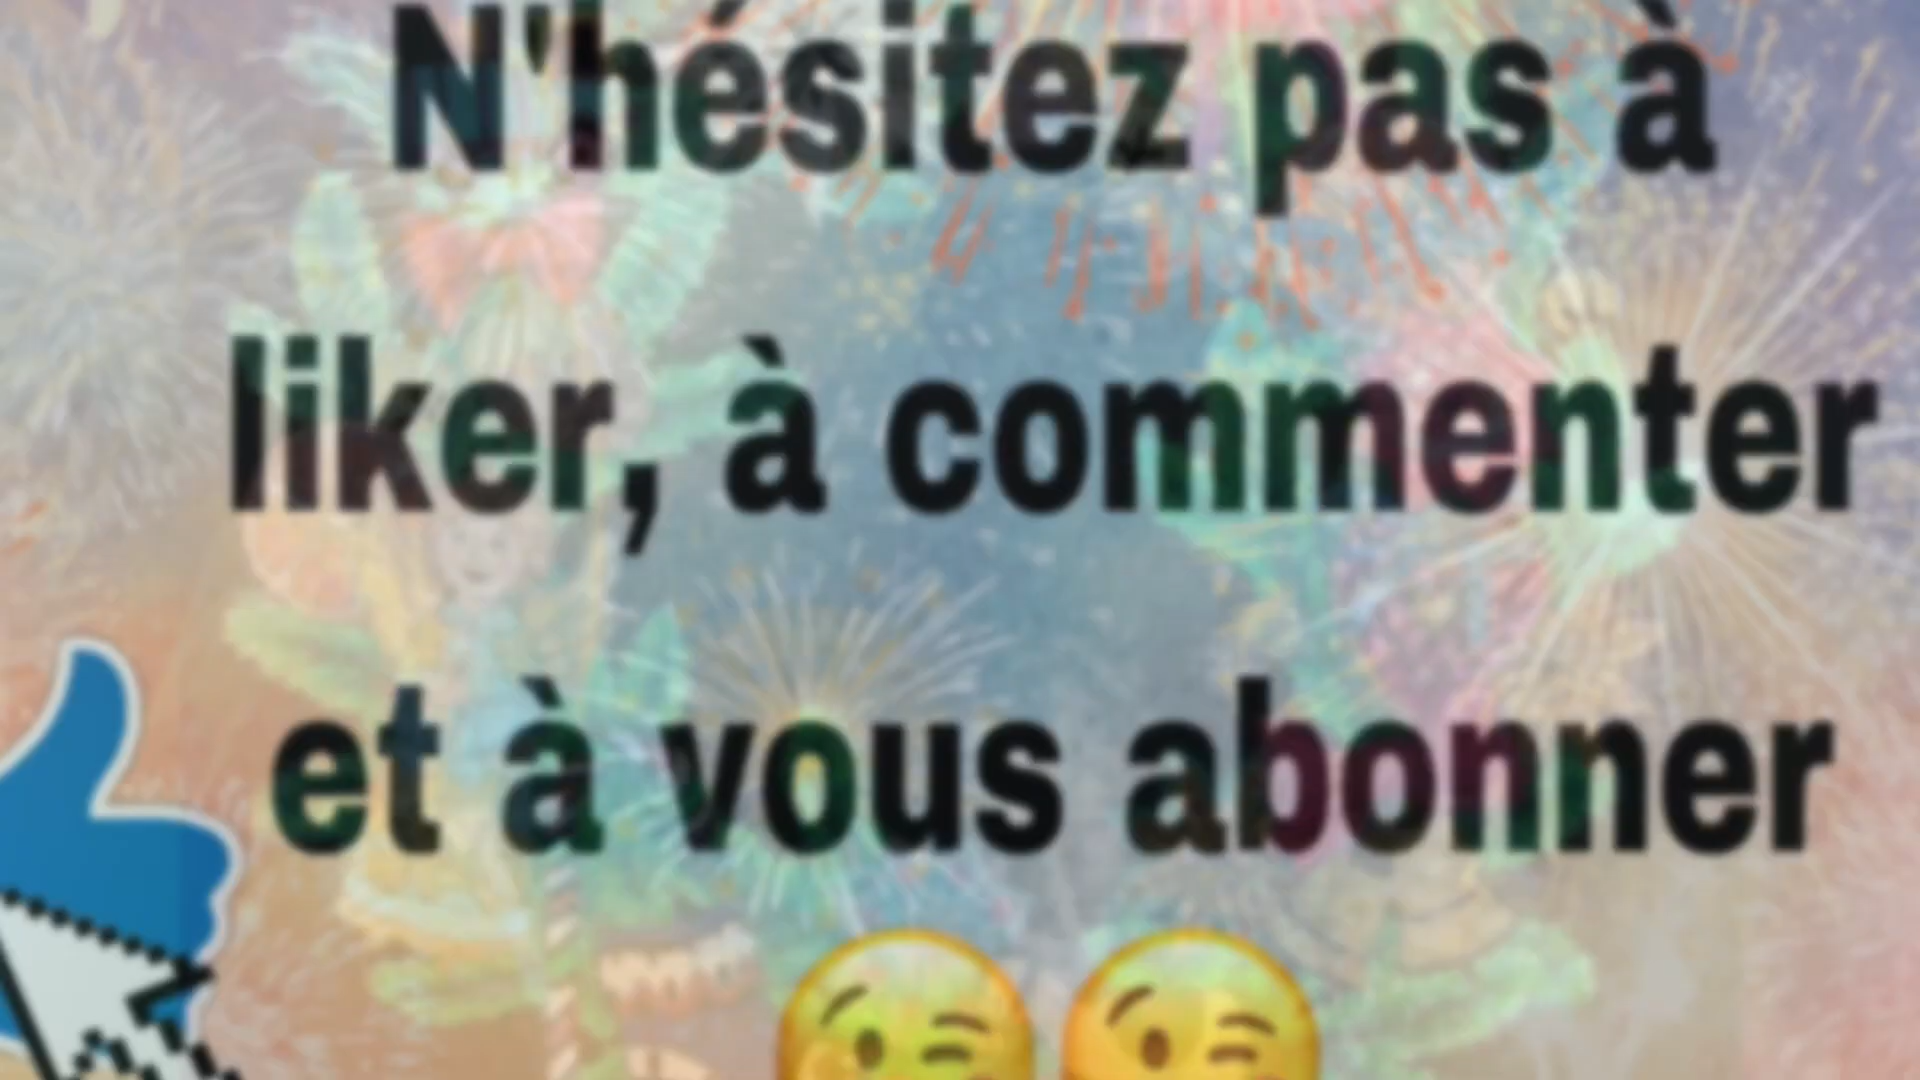 N'hésitez pas à
liker, à commenter
et à vous abonner